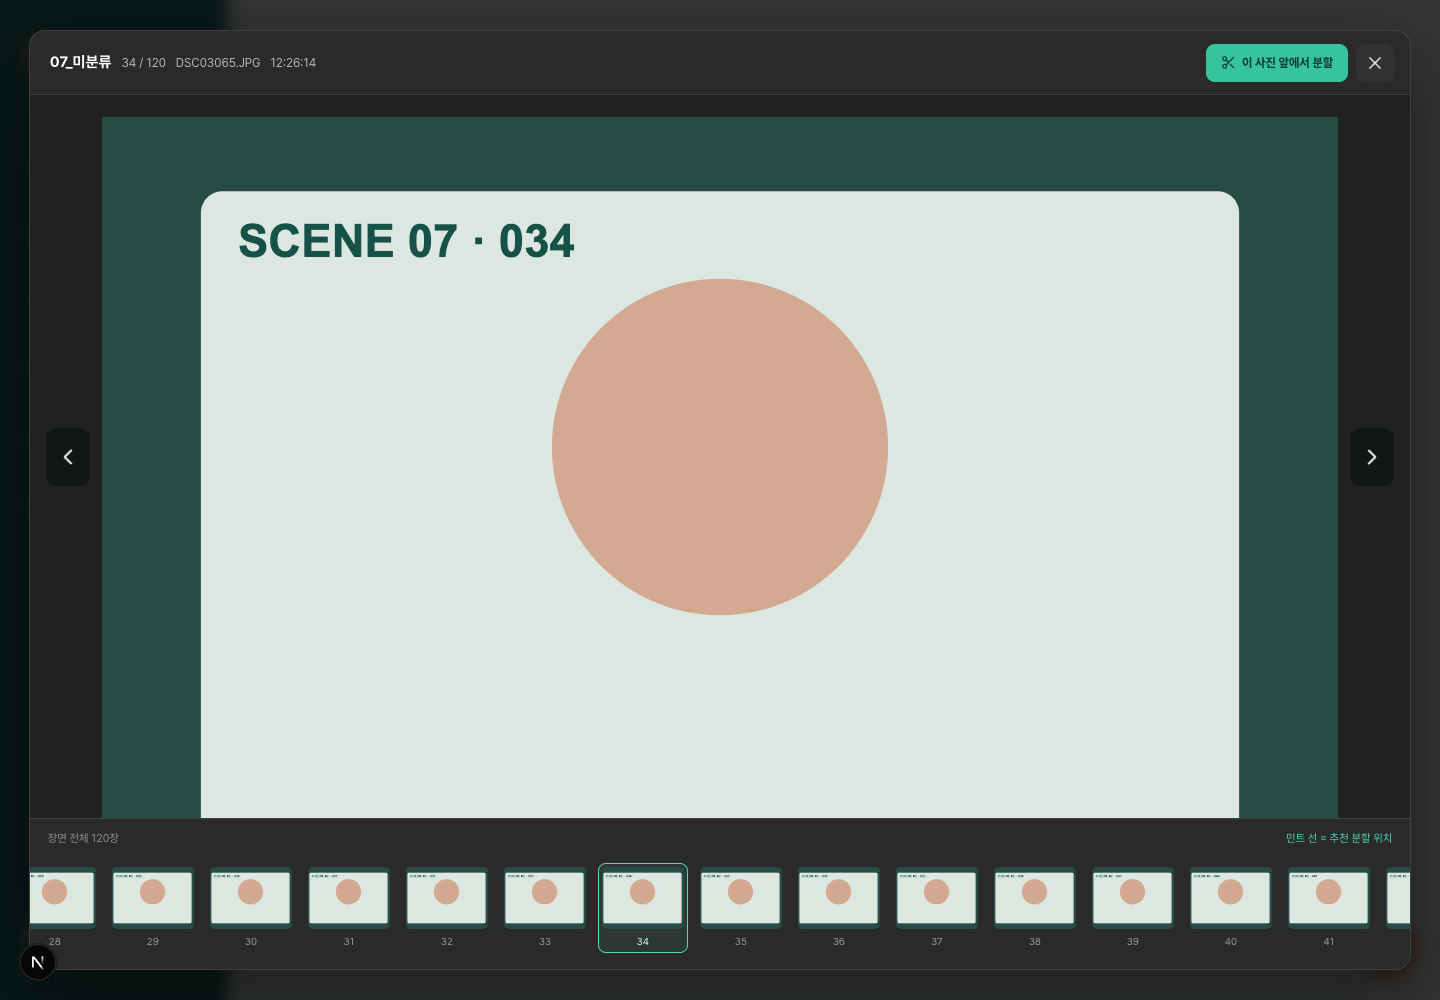 07_미분류 34 / 120 DSC03065.JPG 12:26:14
이 사진 앞에서 분할
SCENE 07 · 034
장면 전체 120장
민트 선 = 추천 분할 위치
28 29 30 31 32 33 34 35 36 37 38 39 40 41
N